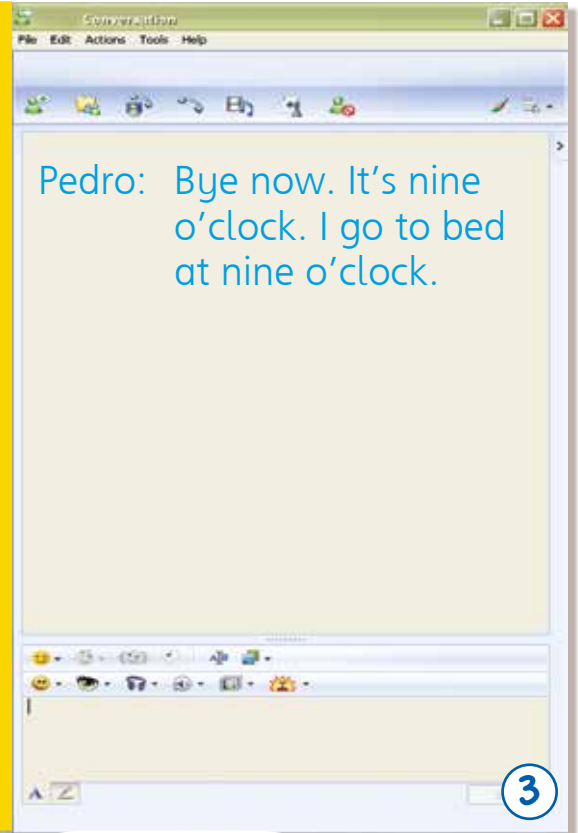 Conversation
File Edit Actions Tools Help
Pedro: Bye now. It's nine
o'clock. I go to bed
at nine o'clock.
3